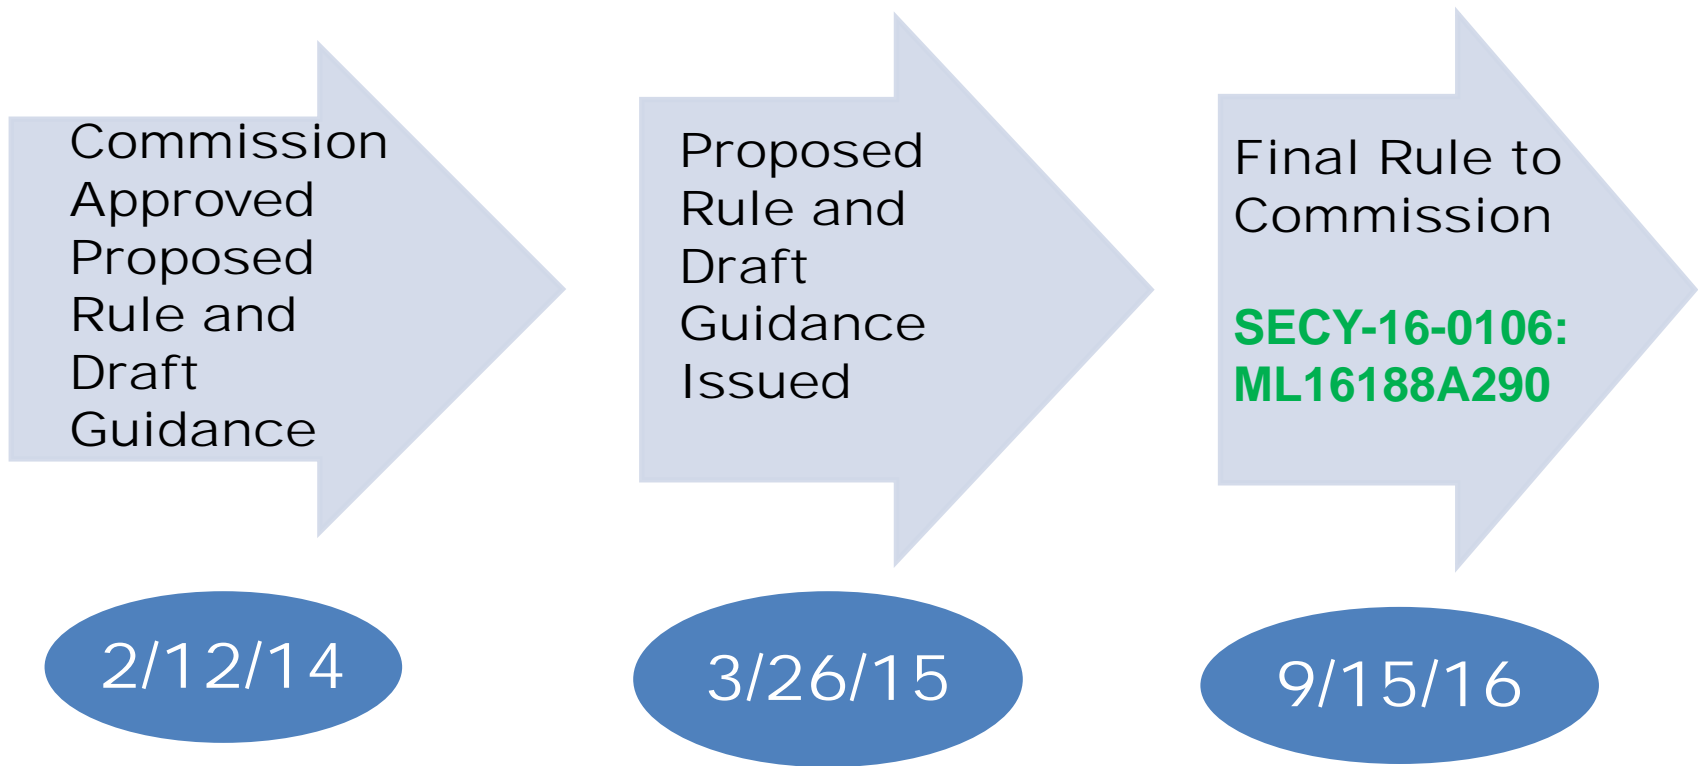 Commission
Approved
Proposed
Rule and
Draft
Guidance
2/12/14
Proposed
Rule and
Draft
Guidance
Issued
3/26/15
Final Rule to
Commission
SECY-16-0106:
ML16188A290
9/15/16